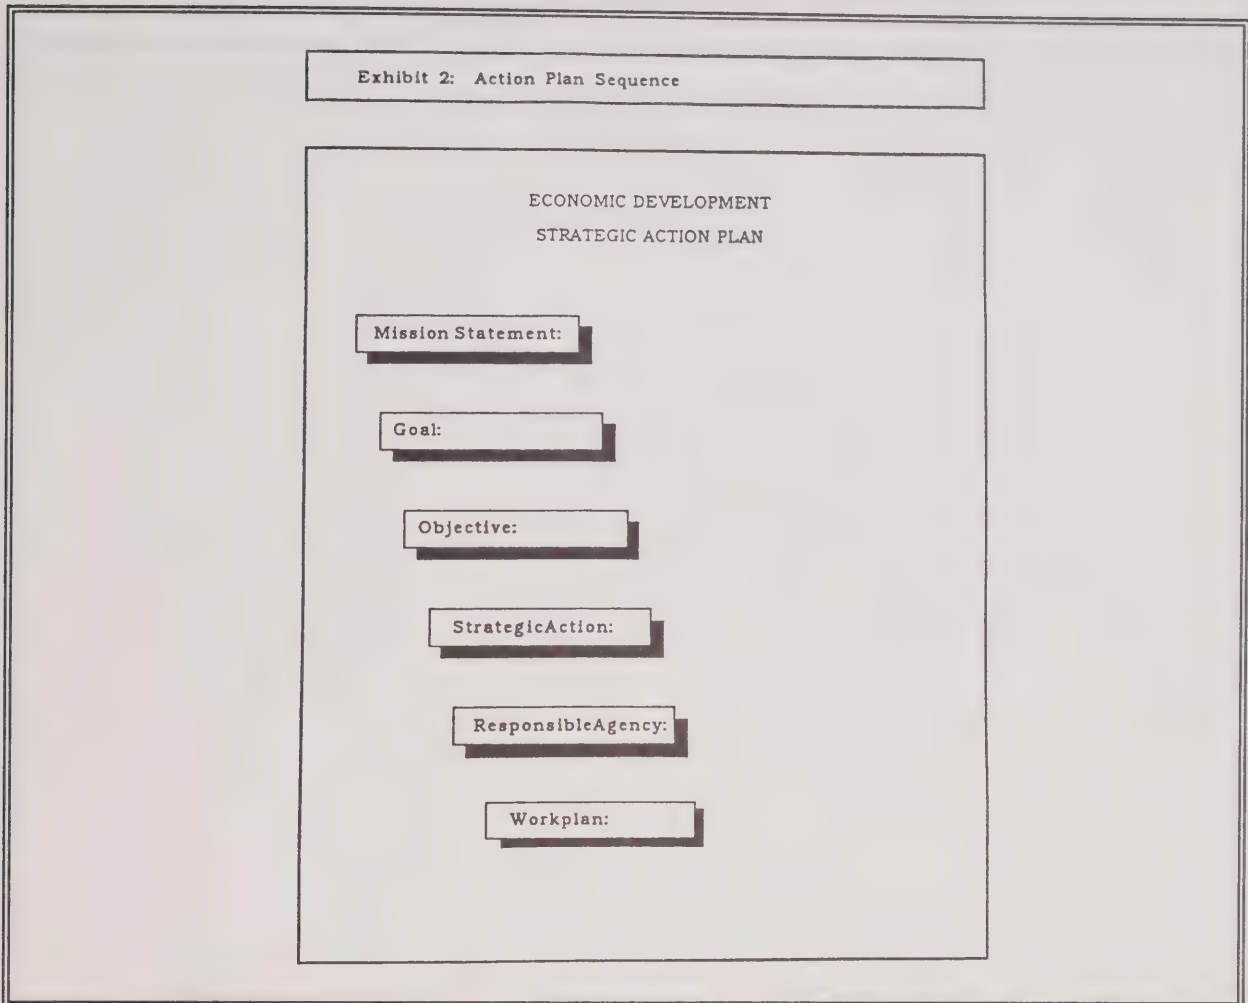 Exhibit 2: Action Plan Sequence
ECONOMIC DEVELOPMENT
STRATEGIC ACTION PLAN
Mission Statement:
Goal:
Objective:
StrategicAction:
ResponsibleAgency:
Workplan: